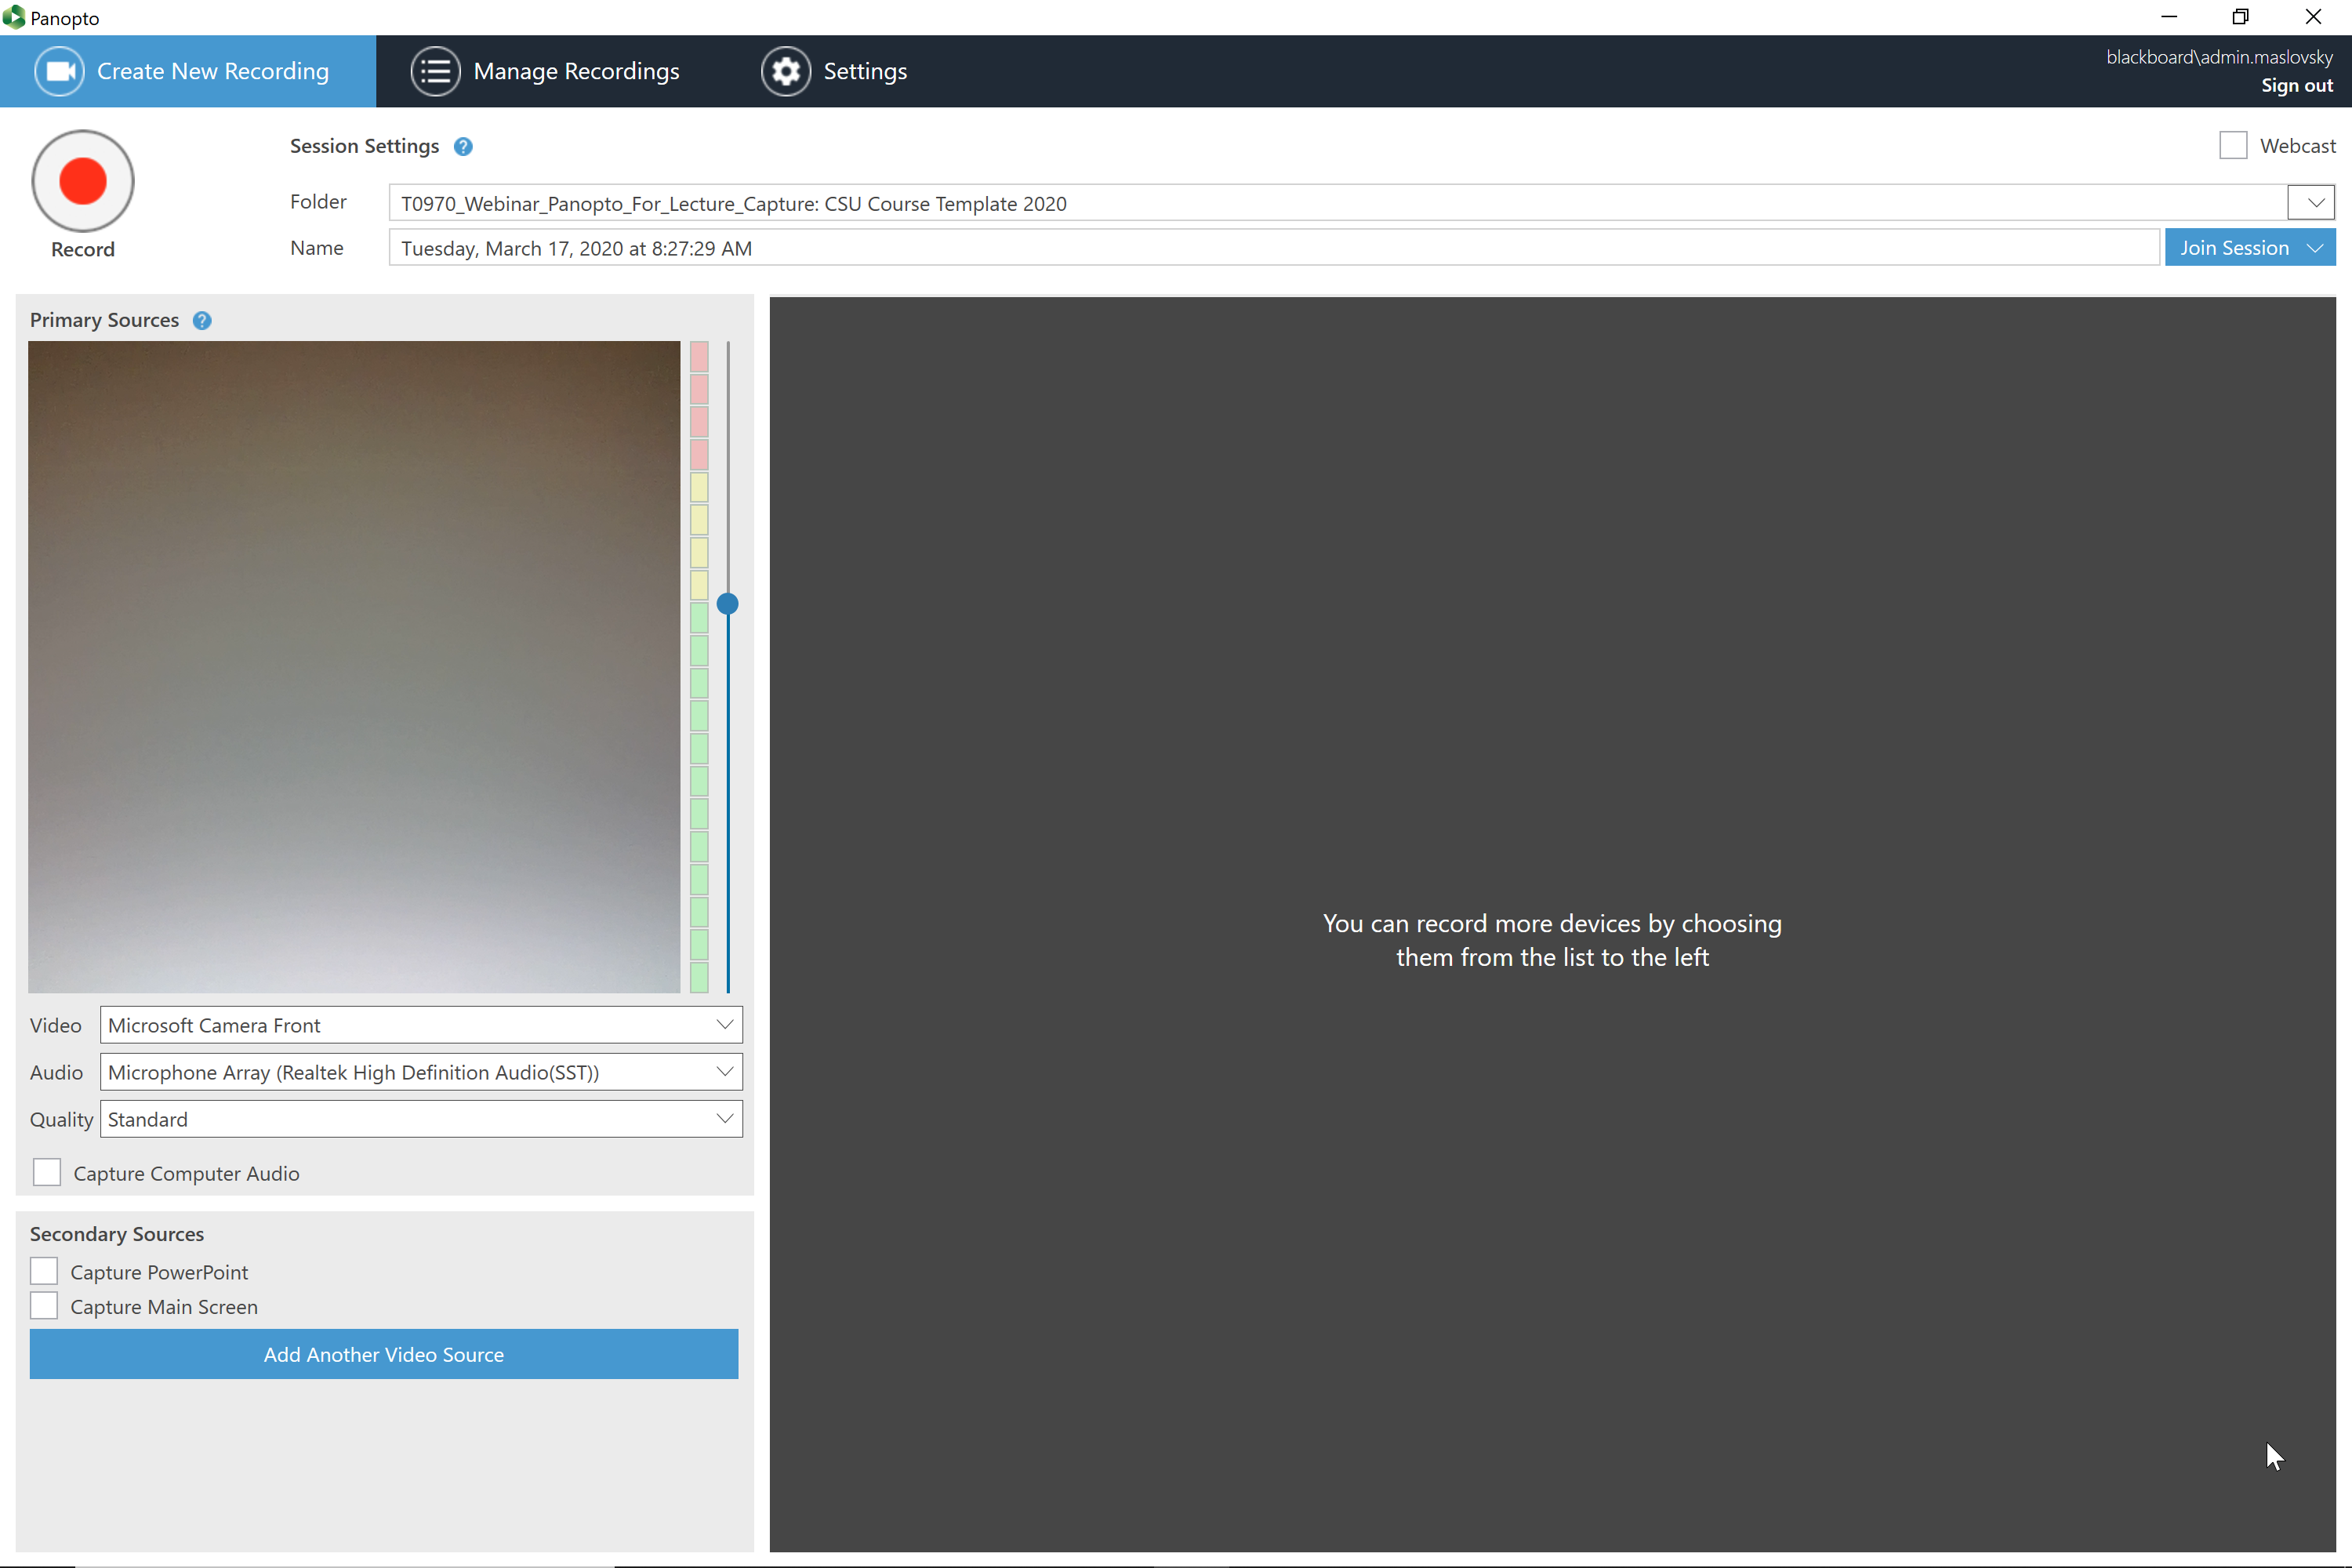 Panopto
Create New Recording
Manage Recordings
Settings
blackboard\admin.maslovsky
Sign out
Record
Session Settings ?
Webcast
Folder T0970_Webinar_Panopto_For_Lecture_Capture: CSU Course Template 2020
Name Tuesday, March 17, 2020 at 8:27:29 AM
Join Session
Primary Sources ?
You can record more devices by choosing
them from the list to the left
Video Microsoft Camera Front
Audio Microphone Array (Realtek High Definition Audio(SST))
Quality Standard
Capture Computer Audio
Secondary Sources
Capture PowerPoint
Capture Main Screen
Add Another Video Source